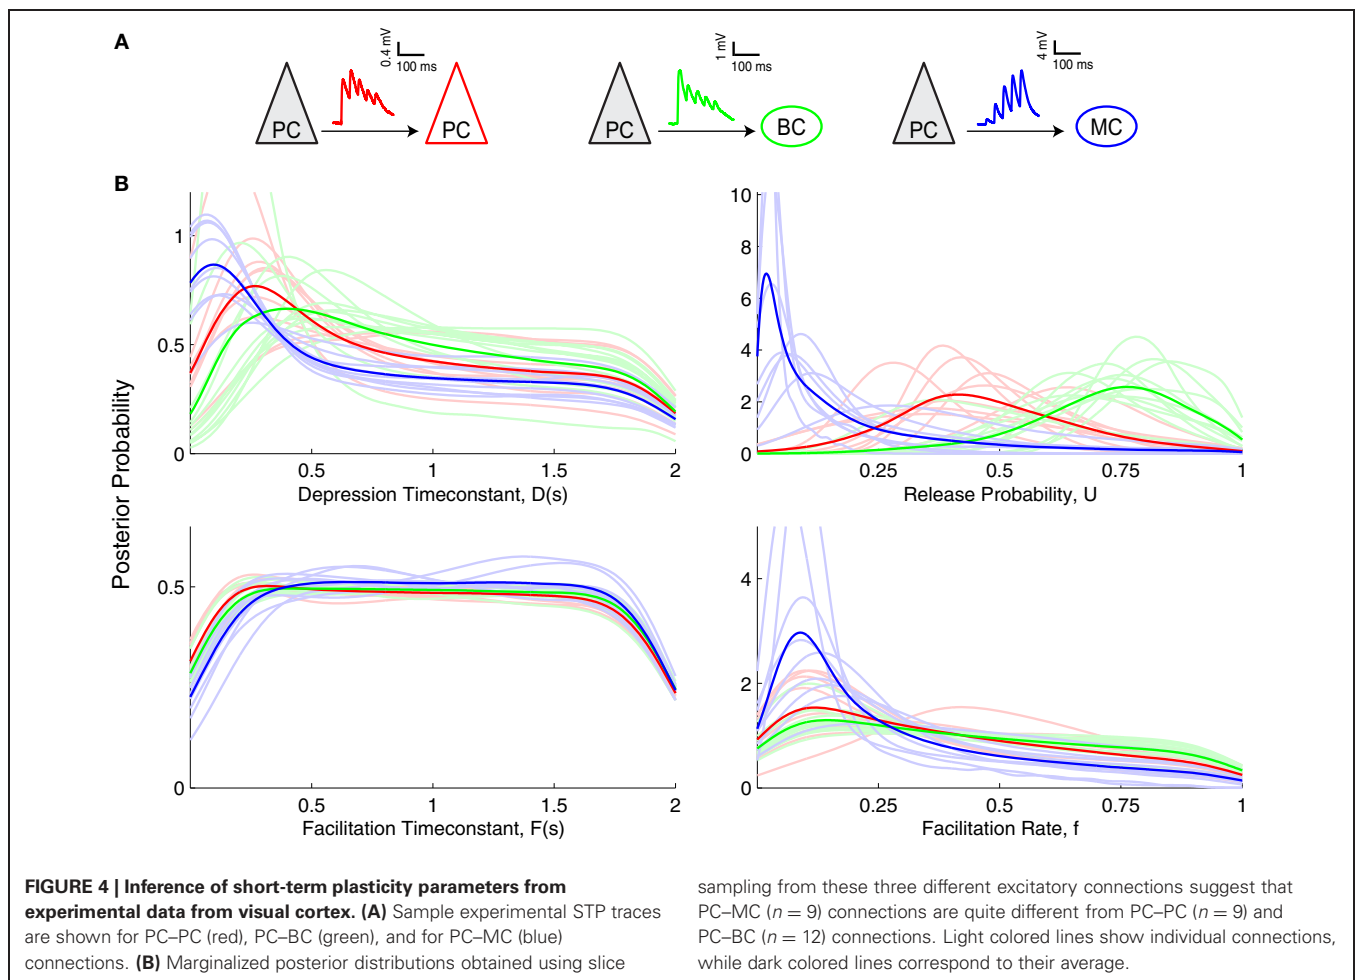 A
0.4 mV
100 ms
1 mV
100 ms
4 mV
100 ms
PC
PC
PC
BC
PC
MC
B
Posterior Probability
1
0.5
0
0.5
1
1.5
2
Depression Timeconstant, D(s)
10
8
6
4
2
0
0.25
0.5
0.75
1
Release Probability, U
0.5
0
0.5
1
1.5
2
Facilitation Timeconstant, F(s)
4
2
0
0.25
0.5
0.75
1
Facilitation Rate, f
FIGURE 4 | Inference of short-term plasticity parameters from
experimental data from visual cortex. (A) Sample experimental STP traces
are shown for PC–PC (red), PC–BC (green), and for PC–MC (blue)
connections. (B) Marginalized posterior distributions obtained using slice
sampling from these three different excitatory connections suggest that
PC–MC (n = 9) connections are quite different from PC–PC (n = 9) and
PC–BC (n = 12) connections. Light colored lines show individual connections,
while dark colored lines correspond to their average.